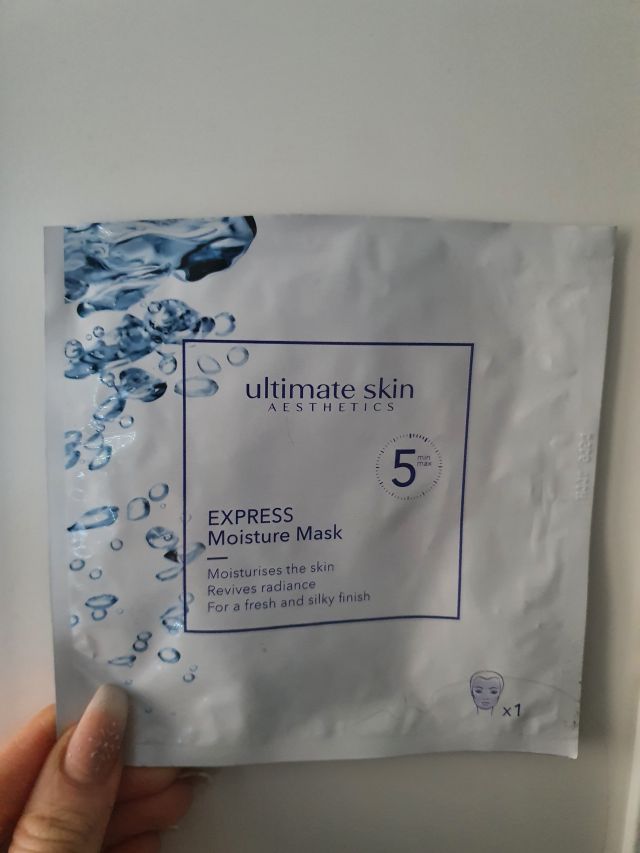 ultimate skin
AESTHETICS
5 min
max
EXPRESS
Moisture Mask
Moisturises the skin
Revives radiance
For a fresh and silky finish
x1